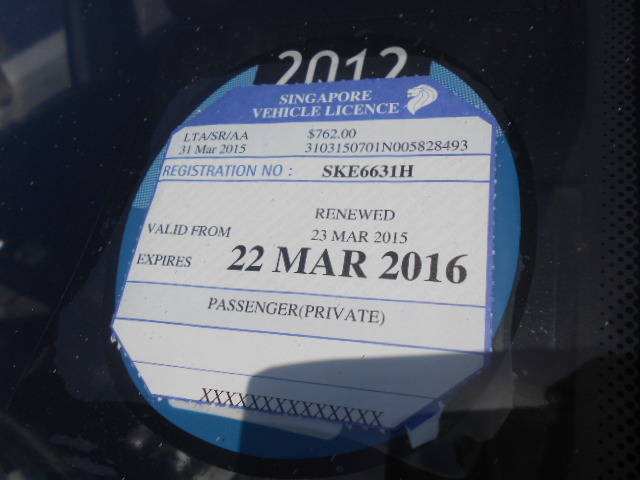 2012
SINGAPORE
VEHICLE LICENCE
LTA/SR/AA $762.00
31 Mar 2015 3103150701N005828493
REGISTRATION NO : SKE6631H
RENEWED
VALID FROM 23 MAR 2015
EXPIRES 22 MAR 2016
PASSENGER(PRIVATE)
XXXXXXXXXXXXXX